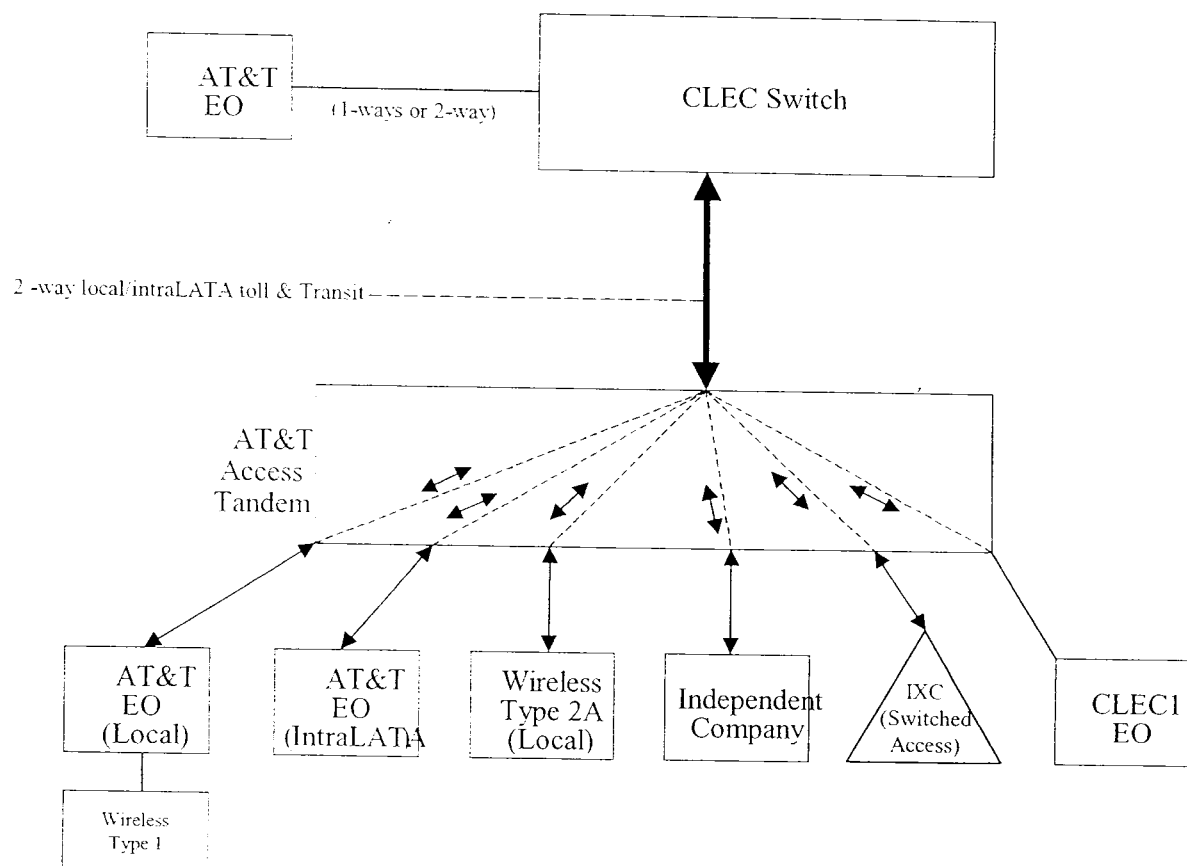 AT&T
EO
(1-ways or 2-way)
CLEC Switch
2 -way local/intraLATA toll & Transit
AT&T
Access
Tandem
AT&T
EO
(Local)
AT&T
EO
(IntraLATA)
Wireless
Type 2A
(Local)
Independent
Company
IXC
(Switched
Access)
CLEC1
EO
Wireless
Type 1